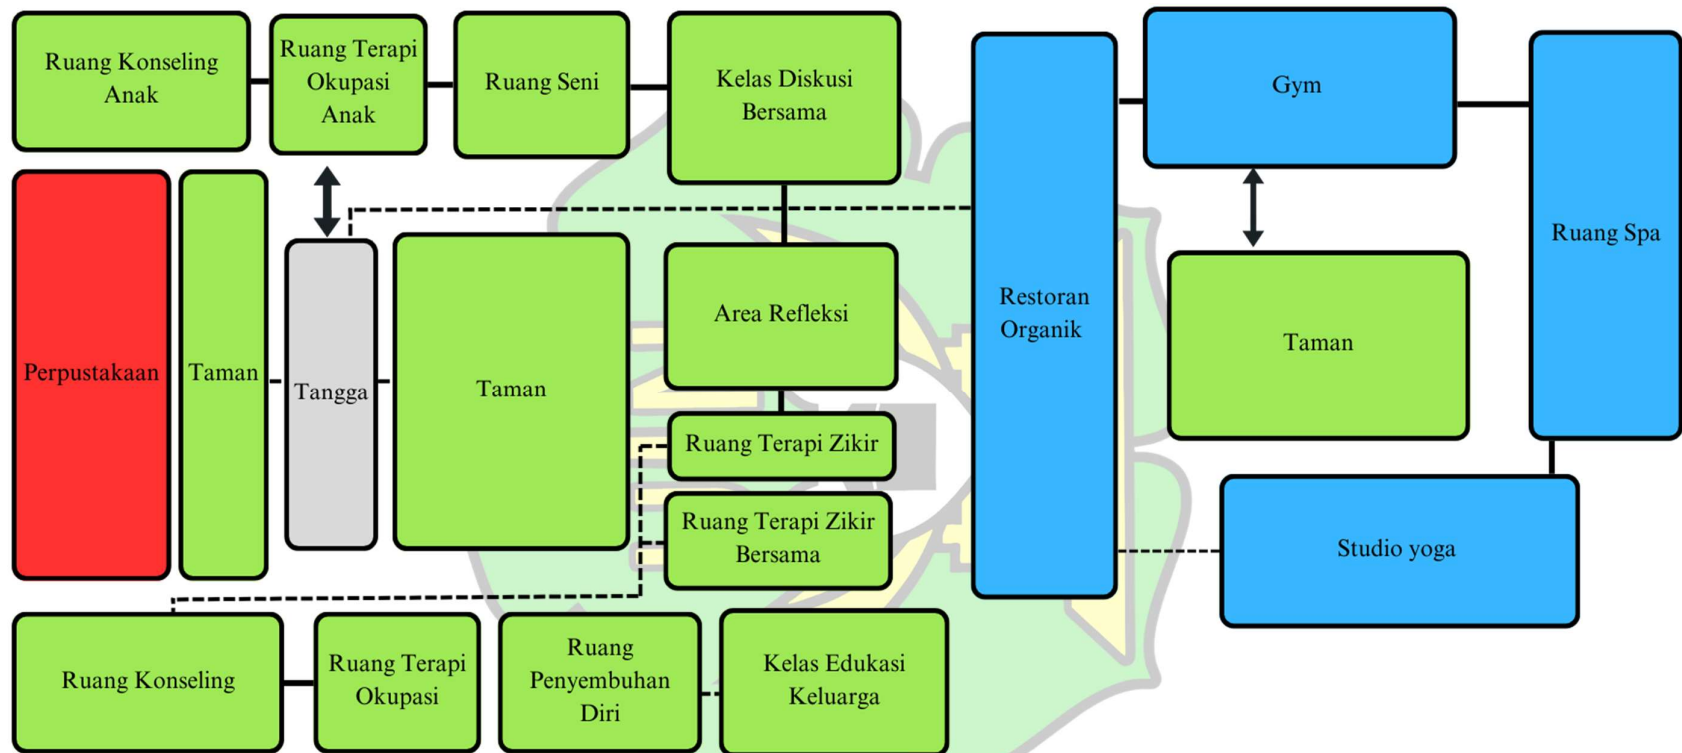 Ruang Konseling
Anak
Ruang Terapi
Okupasi
Anak
Ruang Seni
Kelas Diskusi
Bersama
Gym
Ruang Spa
Perpustakaan
Taman
Tangga
Taman
Area Refleksi
Restoran
Organik
Taman
Ruang Terapi Zikir
Ruang Terapi Zikir
Bersama
Studio yoga
Ruang Konseling
Ruang Terapi
Okupasi
Ruang
Penyembuhan
Diri
Kelas Edukasi
Keluarga